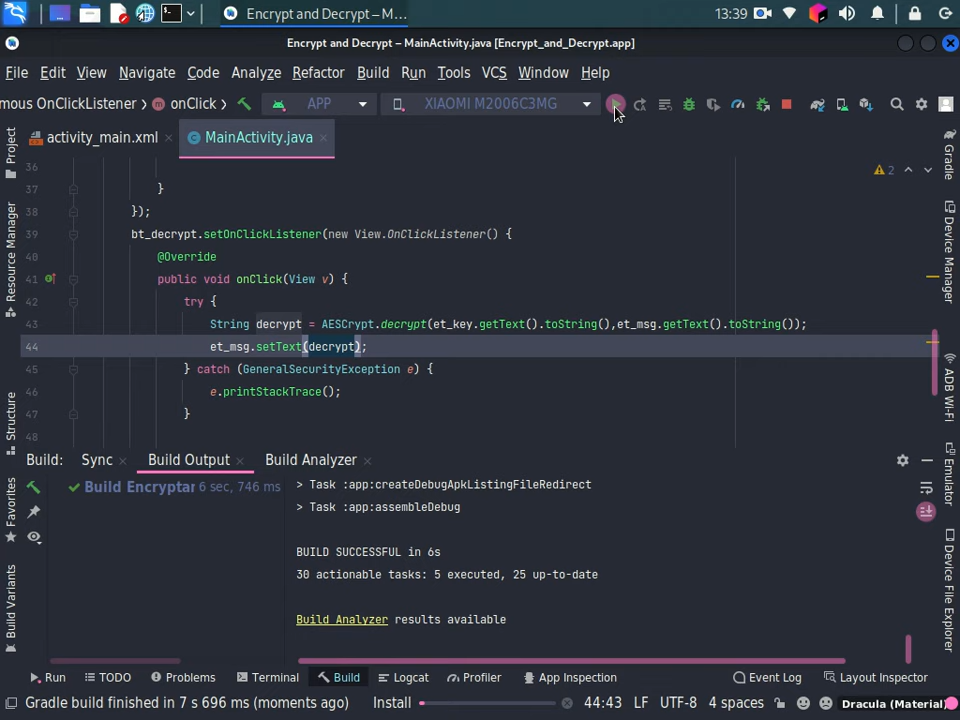 Encrypt and Decrypt – M...
13:39
Encrypt and Decrypt – MainActivity.java [Encrypt_and_Decrypt.app]
File Edit View Navigate Code Analyze Refactor Build Run Tools VCS Window Help
mous OnClickListener › onClick APP XIAOMI M2006C3MG
activity_main.xml MainActivity.java
Project
Resource Manager
Structure
Favorites
Build Variants
36
2
37 }
38 });
39 bt_decrypt.setOnClickListener(new View.OnClickListener() {
40 @Override
41 public void onClick(View v) {
42 try {
43 String decrypt = AESCrypt.decrypt(et_key.getText().toString(),et_msg.getText().toString());
44 et_msg.setText(decrypt);
45 } catch (GeneralSecurityException e) {
46 e.printStackTrace();
47 }
48
Build: Sync Build Output Build Analyzer
Build Encryptar 6 sec, 746 ms
> Task :app:createDebugApkListingFileRedirect
> Task :app:assembleDebug
BUILD SUCCESSFUL in 6s
30 actionable tasks: 5 executed, 25 up-to-date
Build Analyzer results available
Gradle
Device Manager
ADB Wi-Fi
Emulator
Device File Explorer
Run TODO Problems Terminal Build Logcat Profiler App Inspection Event Log Layout Inspector
Gradle build finished in 7 s 696 ms (moments ago) Install 44:43 LF UTF-8 4 spaces Dracula (Material)